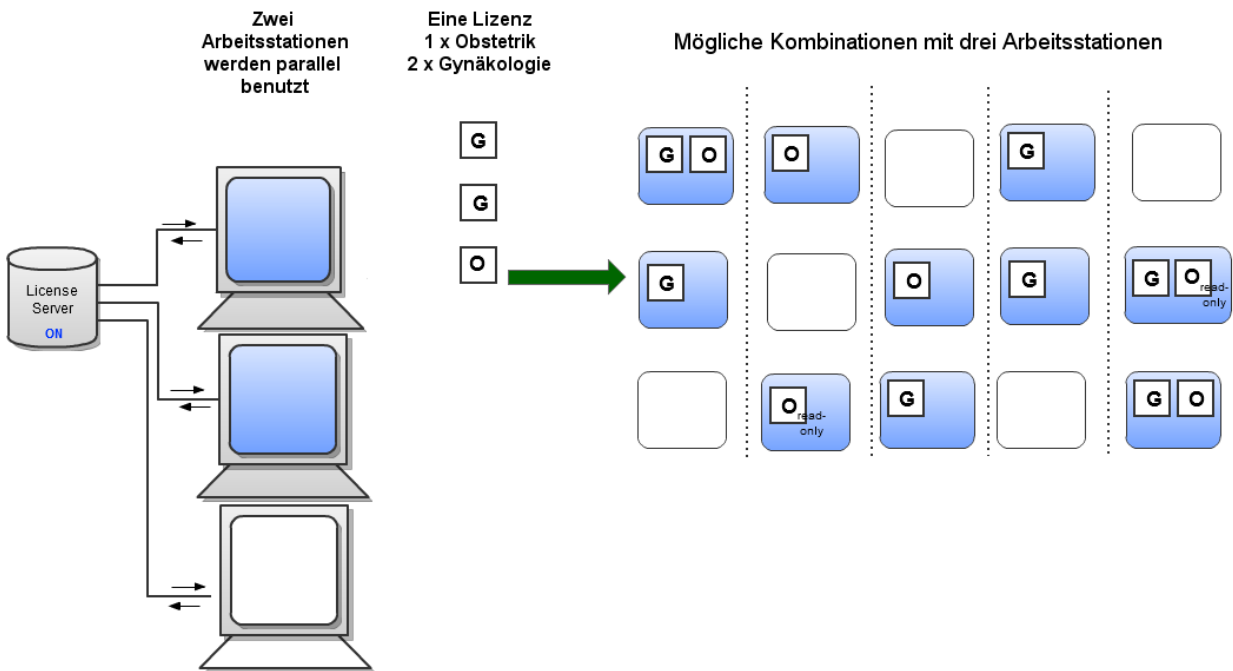 Zwei
Arbeitsstationen
werden parallel
benutzt
Eine Lizenz
1 x Obstetrik
2 x Gynäkologie
Mögliche Kombinationen mit drei Arbeitsstationen
G
G
O
License
Server
ON
G O
O
G
G
O
G
G O
read-
only
O
read-
only
G
G O